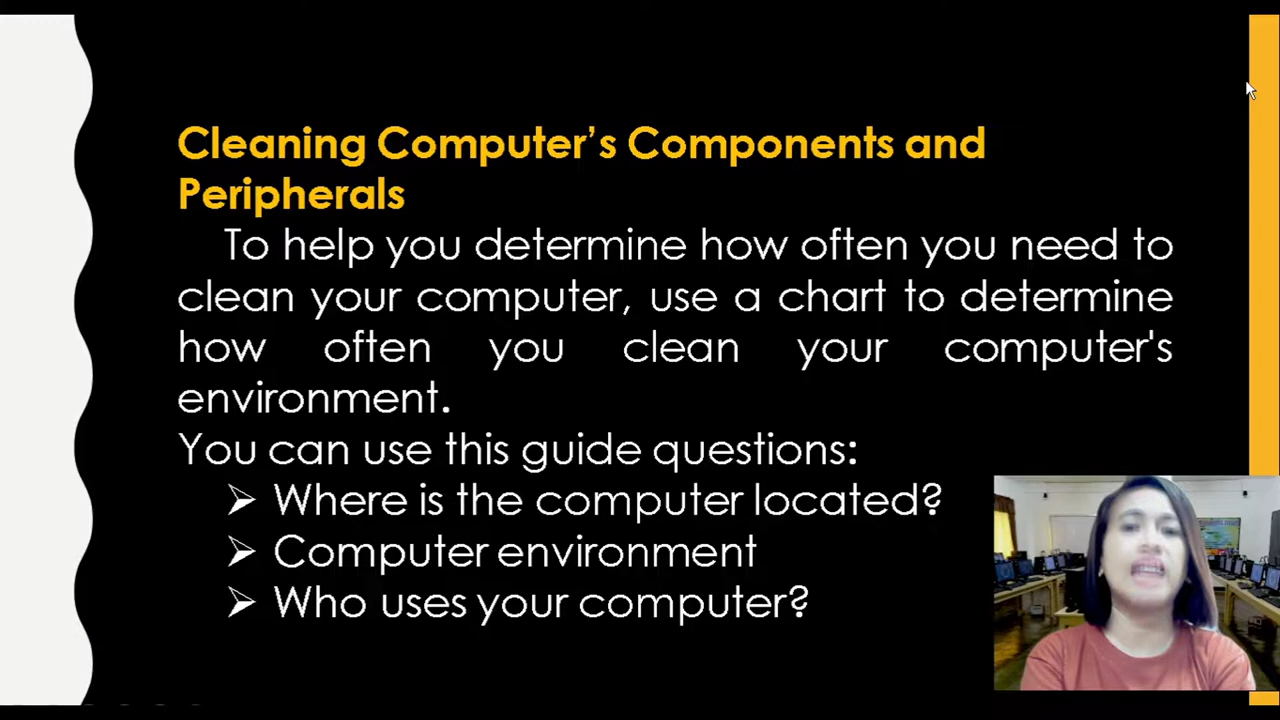 Cleaning Computer’s Components and
Peripherals
To help you determine how often you need to
clean your computer, use a chart to determine
how often you clean your computer's
environment.
You can use this guide questions:
➢ Where is the computer located?
➢ Computer environment
➢ Who uses your computer?